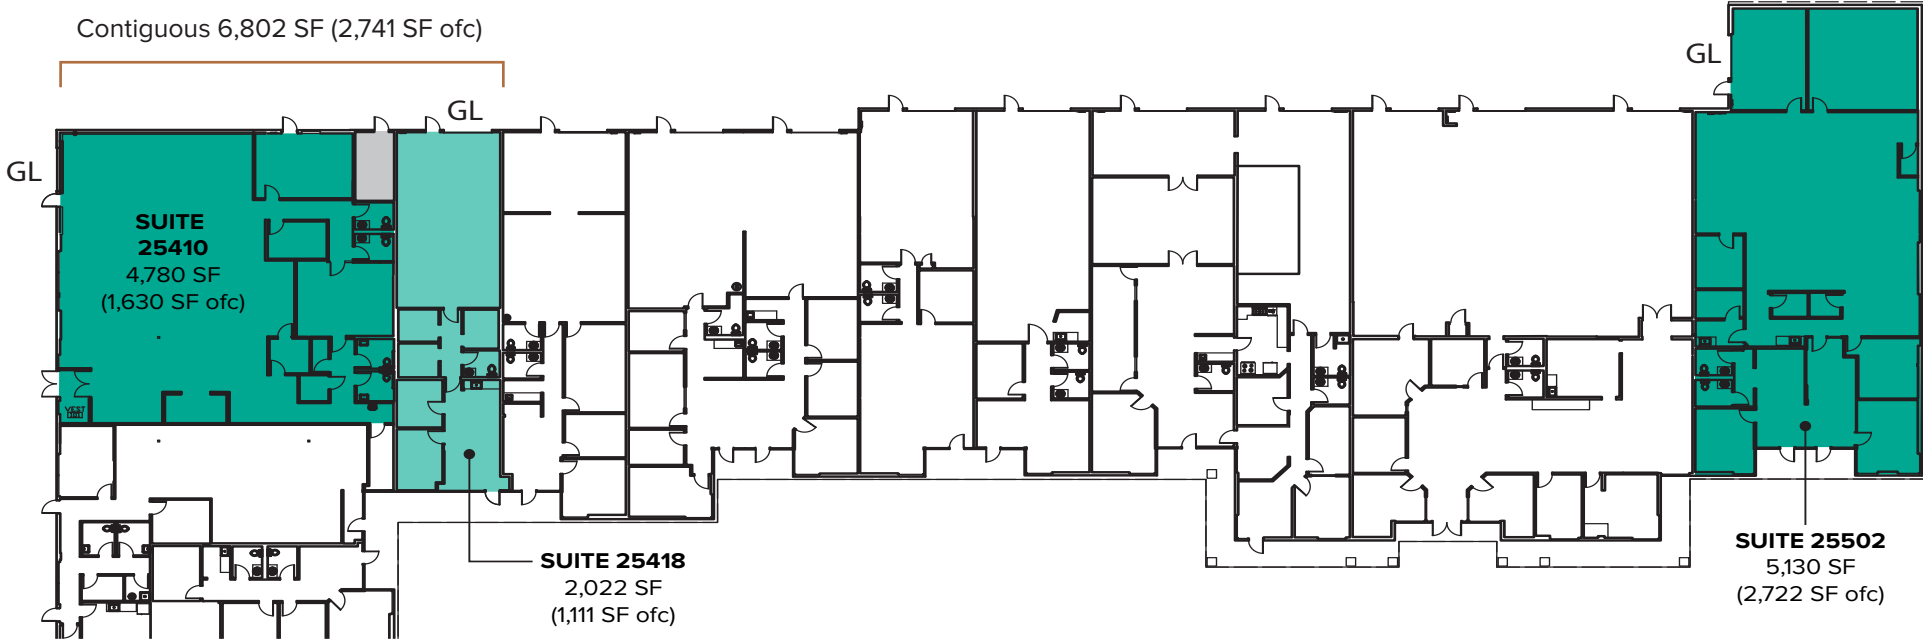 Contiguous 6,802 SF (2,741 SF ofc)
GL
GL
GL
SUITE
25410
4,780 SF
(1,630 SF ofc)
VEST
SUITE 25418
2,022 SF
(1,111 SF ofc)
SUITE 25502
5,130 SF
(2,722 SF ofc)